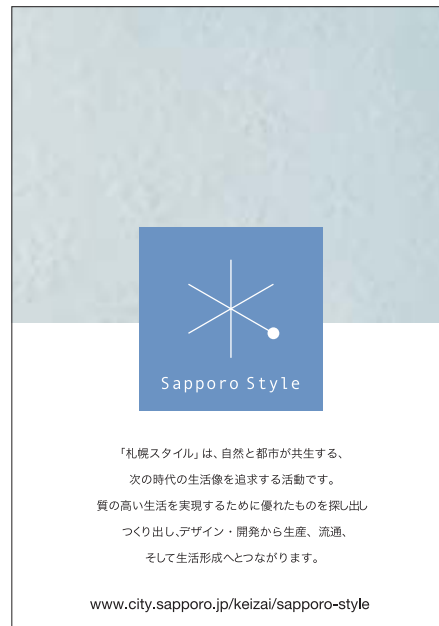 Sapporo Style
「札幌スタイル」は、自然と都市が共生する、
次の時代の生活像を追求する活動です。
質の高い生活を実現するために優れたものを探し出し
つくり出し、デザイン・開発から生産、流通、
そして生活形成へとつながります。
www.city.sapporo.jp/keizai/sapporo-style